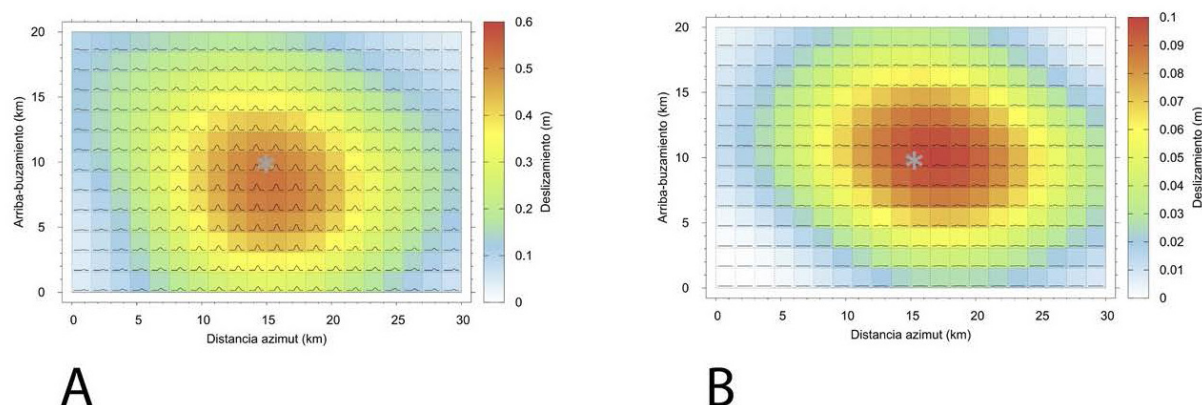 20
15
10
5
0
Arriba-buzamiento (km)
0 5 10 15 20 25 30
Distancia azimut (km)
0.6
0.5
0.4
0.3
0.2
0.1
0
Deslizamiento (m)
A
20
15
10
5
0
Arriba-buzamiento (km)
0 5 10 15 20 25 30
Distancia azimut (km)
0.1
0.09
0.08
0.07
0.06
0.05
0.04
0.03
0.02
0.01
0
Deslizamiento (m)
B